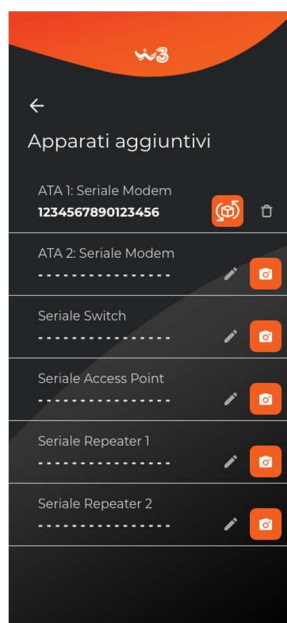 W3
Apparati aggiuntivi
ATA 1: Seriale Modem
1234567890123456
ATA 2: Seriale Modem
- - - - - - - - - - - - - - - -
Seriale Switch
- - - - - - - - - - - - - - - -
Seriale Access Point
- - - - - - - - - - - - - - - -
Seriale Repeater 1
- - - - - - - - - - - - - - - -
Seriale Repeater 2
- - - - - - - - - - - - - - - -